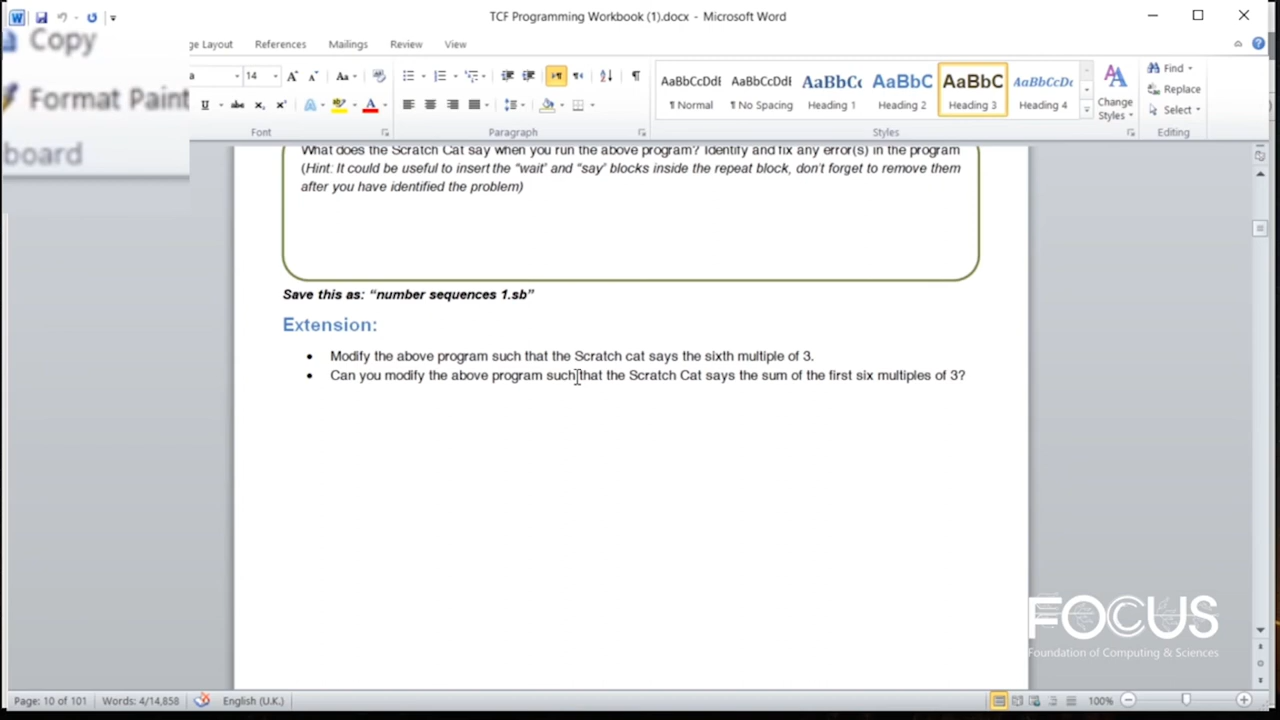 TCF Programming Workbook (1).docx - Microsoft Word
Copy
Format Paint
board
ge Layout References Mailings Review View
a 14
Font Paragraph Styles Editing
AaBbCcDdE AaBbCcDdE AaBbCc AaBbC AaBbC AaBbCcDc
¶ Normal ¶ No Spacing Heading 1 Heading 2 Heading 3 Heading 4
Change Styles
Find
Replace
Select
What does the Scratch Cat say when you run the above program? Identify and fix any error(s) in the program
(Hint: It could be useful to insert the “wait” and “say” blocks inside the repeat block, don’t forget to remove them
after you have identified the problem)
Save this as: “number sequences 1.sb”
Extension:
• Modify the above program such that the Scratch cat says the sixth multiple of 3.
• Can you modify the above program such that the Scratch Cat says the sum of the first six multiples of 3?
FOCUS
Foundation of Computing & Sciences
Page: 10 of 101 Words: 4/14,858 English (U.K.) 100%